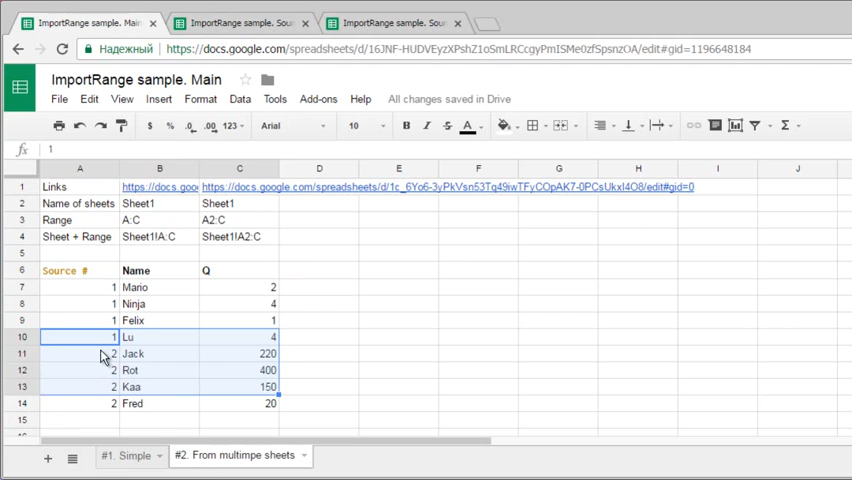 ImportRange sample. Main
ImportRange sample. Sour
ImportRange sample. Sour
Надежный https://docs.google.com/spreadsheets/d/16JNF-HUDVEyzXPshZ1oSmLRCcgyPmISMe0zfSpsnzOA/edit#gid=1196648184
ImportRange sample. Main
File Edit View Insert Format Data Tools Add-ons Help All changes saved in Drive
$ % .0 .00 123 Arial 10 B I S A Σ
fx 1
A B C D E F G H I J
1 Links https://docs.goog https://docs.google.com/spreadsheets/d/1c_6Yo6-3yPkVsn53Tq49iwTFyCOpAK7-0PCsUkxI4O8/edit#gid=0
2 Name of sheets Sheet1 Sheet1
3 Range A:C A2:C
4 Sheet + Range Sheet1!A:C Sheet1!A2:C
5
6 Source # Name Q
7 1 Mario 2
8 1 Ninja 4
9 1 Felix 1
10 1 Lu 4
11 2 Jack 220
12 2 Rot 400
13 2 Kaa 150
14 2 Fred 20
15
#1. Simple #2. From multimpe sheets